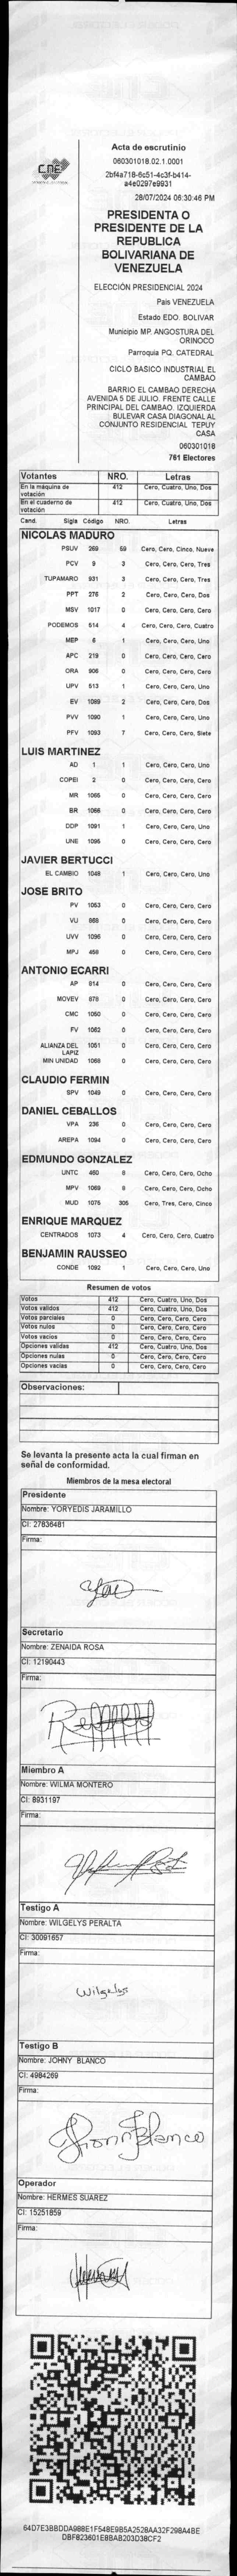 CNE
Acta de escrutinio
060301018.02.1.0001
2bf4a718-6c51-4c3f-b414-
a4e0297e9931
28/07/2024 06:30:46 PM
PRESIDENTA O
PRESIDENTE DE LA
REPUBLICA
BOLIVARIANA DE
VENEZUELA
ELECCIÓN PRESIDENCIAL 2024
Pais VENEZUELA
Estado EDO. BOLIVAR
Municipio MP. ANGOSTURA DEL
ORINOCO
Parroquia PQ. CATEDRAL
CICLO BASICO INDUSTRIAL EL
CAMBAO
BARRIO EL CAMBAO DERECHA
AVENIDA 5 DE JULIO. FRENTE CALLE
PRINCIPAL DEL CAMBAO. IZQUIERDA
BULEVAR CASA DIAGONAL AL
CONJUNTO RESIDENCIAL TEPUY
CASA
060301018
761 Electores
Votantes NRO. Letras
En la máquina de votación 412 Cero, Cuatro, Uno, Dos
En el cuaderno de votación 412 Cero, Cuatro, Uno, Dos
Cand. Sigla Código NRO. Letras
NICOLAS MADURO
PSUV 269 59 Cero, Cero, Cinco, Nueve
PCV 9 3 Cero, Cero, Cero, Tres
TUPAMARO 931 3 Cero, Cero, Cero, Tres
PPT 276 2 Cero, Cero, Cero, Dos
MSV 1017 0 Cero, Cero, Cero, Cero
PODEMOS 514 4 Cero, Cero, Cero, Cuatro
MEP 6 1 Cero, Cero, Cero, Uno
APC 219 0 Cero, Cero, Cero, Cero
ORA 906 0 Cero, Cero, Cero, Cero
UPV 513 1 Cero, Cero, Cero, Uno
EV 1089 2 Cero, Cero, Cero, Dos
PVV 1090 1 Cero, Cero, Cero, Uno
PFV 1093 7 Cero, Cero, Cero, Siete
LUIS MARTINEZ
AD 1 1 Cero, Cero, Cero, Uno
COPEI 2 0 Cero, Cero, Cero, Cero
MR 1065 0 Cero, Cero, Cero, Cero
BR 1066 0 Cero, Cero, Cero, Cero
DDP 1091 1 Cero, Cero, Cero, Uno
UNE 1095 0 Cero, Cero, Cero, Cero
JAVIER BERTUCCI
EL CAMBIO 1048 1 Cero, Cero, Cero, Uno
JOSE BRITO
PV 1053 0 Cero, Cero, Cero, Cero
VU 868 0 Cero, Cero, Cero, Cero
UVV 1096 0 Cero, Cero, Cero, Cero
MPJ 458 0 Cero, Cero, Cero, Cero
ANTONIO ECARRI
AP 914 0 Cero, Cero, Cero, Cero
MOVEV 678 0 Cero, Cero, Cero, Cero
CMC 1050 0 Cero, Cero, Cero, Cero
FV 1062 0 Cero, Cero, Cero, Cero
ALIANZA DEL LAPIZ 1051 0 Cero, Cero, Cero, Cero
MIN UNIDAD 1068 0 Cero, Cero, Cero, Cero
CLAUDIO FERMIN
SPV 1049 0 Cero, Cero, Cero, Cero
DANIEL CEBALLOS
VPA 236 0 Cero, Cero, Cero, Cero
AREPA 1094 0 Cero, Cero, Cero, Cero
EDMUNDO GONZALEZ
UNTC 460 8 Cero, Cero, Cero, Ocho
MPV 1069 8 Cero, Cero, Cero, Ocho
MUD 1075 305 Cero, Tres, Cero, Cinco
ENRIQUE MARQUEZ
CENTRADOS 1073 4 Cero, Cero, Cero, Cuatro
BENJAMIN RAUSSEO
CONDE 1092 1 Cero, Cero, Cero, Uno
Resumen de votos
Votos 412 Cero, Cuatro, Uno, Dos
Votos validos 412 Cero, Cuatro, Uno, Dos
Votos parciales 0 Cero, Cero, Cero, Cero
Votos nulos 0 Cero, Cero, Cero, Cero
Votos vacios 0 Cero, Cero, Cero, Cero
Opciones validas 412 Cero, Cuatro, Uno, Dos
Opciones nulas 0 Cero, Cero, Cero, Cero
Opciones vacias 0 Cero, Cero, Cero, Cero
Observaciones:
Se levanta la presente acta la cual firman en
señal de conformidad.
Miembros de la mesa electoral
Presidente
Nombre: YORYEDIS JARAMILLO
CI: 27836481
Firma:
Secretario
Nombre: ZENAIDA ROSA
CI: 12190443
Firma:
Miembro A
Nombre: WILMA MONTERO
CI: 8931197
Firma:
Testigo A
Nombre: WILGELYS PERALTA
CI: 30091657
Firma:
Wilgelys
Testigo B
Nombre: JOHNY BLANCO
CI: 4984269
Firma:
Jhonn Blanco
Operador
Nombre: HERMES SUAREZ
CI: 15251859
Firma:
64D7E3BBDDA988E1F548E9B5A2528AA32F298A4BE
DBF823601E8BAB203D38CF2